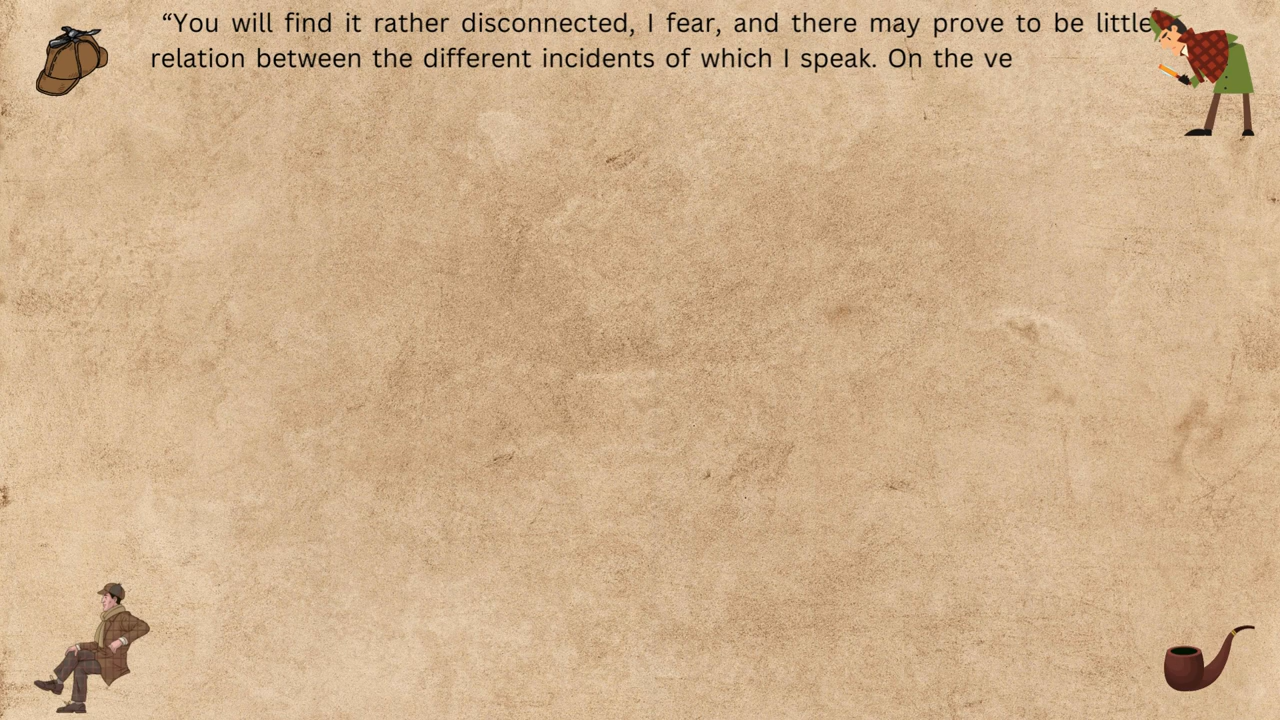 “You will find it rather disconnected, I fear, and there may prove to be little
relation between the different incidents of which I speak. On the ve